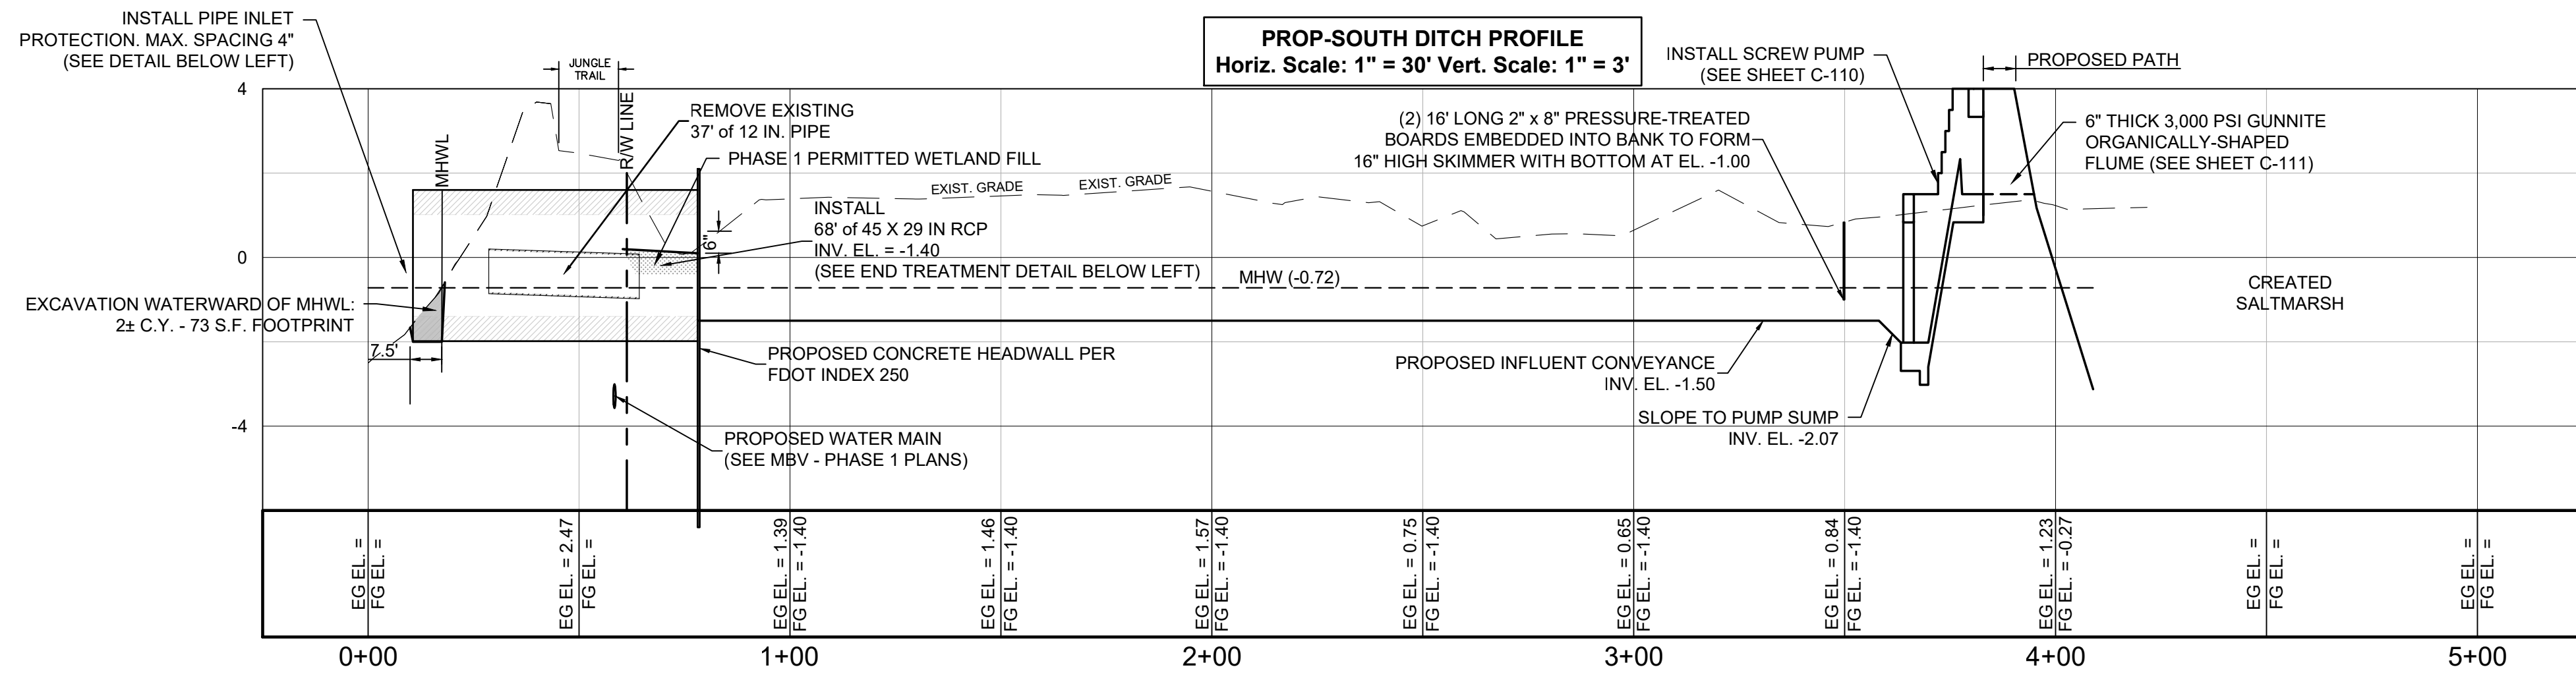 INSTALL PIPE INLET
PROTECTION. MAX. SPACING 4"
(SEE DETAIL BELOW LEFT)
JUNGLE
TRAIL
PROP-SOUTH DITCH PROFILE
Horiz. Scale: 1" = 30' Vert. Scale: 1" = 3'
INSTALL SCREW PUMP
(SEE SHEET C-110)
PROPOSED PATH
4
0
-4
MHWL
R/W LINE
REMOVE EXISTING
37' of 12 IN. PIPE
PHASE 1 PERMITTED WETLAND FILL
(2) 16' LONG 2" x 8" PRESSURE-TREATED
BOARDS EMBEDDED INTO BANK TO FORM
16" HIGH SKIMMER WITH BOTTOM AT EL. -1.00
6" THICK 3,000 PSI GUNNITE
ORGANICALLY-SHAPED
FLUME (SEE SHEET C-111)
EXIST. GRADE
EXIST. GRADE
6"
INSTALL
68' of 45 X 29 IN RCP
INV. EL. = -1.40
(SEE END TREATMENT DETAIL BELOW LEFT)
MHW (-0.72)
CREATED
SALTMARSH
EXCAVATION WATERWARD OF MHWL:
2± C.Y. - 73 S.F. FOOTPRINT
7.5'
PROPOSED CONCRETE HEADWALL PER
FDOT INDEX 250
PROPOSED INFLUENT CONVEYANCE
INV. EL. -1.50
SLOPE TO PUMP SUMP
INV. EL. -2.07
PROPOSED WATER MAIN
(SEE MBV - PHASE 1 PLANS)
EG EL. =
FG EL. =
EG EL. = 2.47
FG EL. =
EG EL. = 1.39
FG EL. = -1.40
EG EL. = 1.46
FG EL. = -1.40
EG EL. = 1.57
FG EL. = -1.40
EG EL. = 0.75
FG EL. = -1.40
EG EL. = 0.65
FG EL. = -1.40
EG EL. = 0.84
FG EL. = -1.40
EG EL. = 1.23
FG EL. = -0.27
EG EL. =
FG EL. =
EG EL. =
FG EL. =
0+00
1+00
2+00
3+00
4+00
5+00